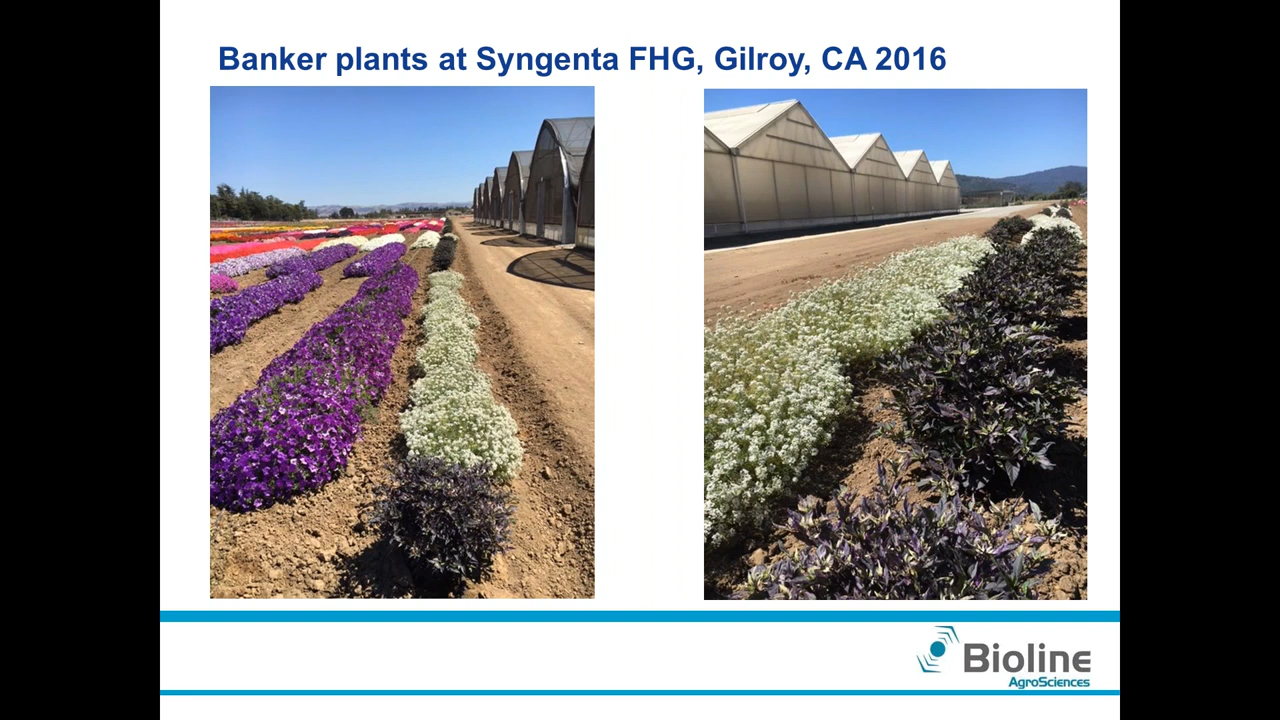 Banker plants at Syngenta FHG, Gilroy, CA 2016
Bioline
AgroSciences